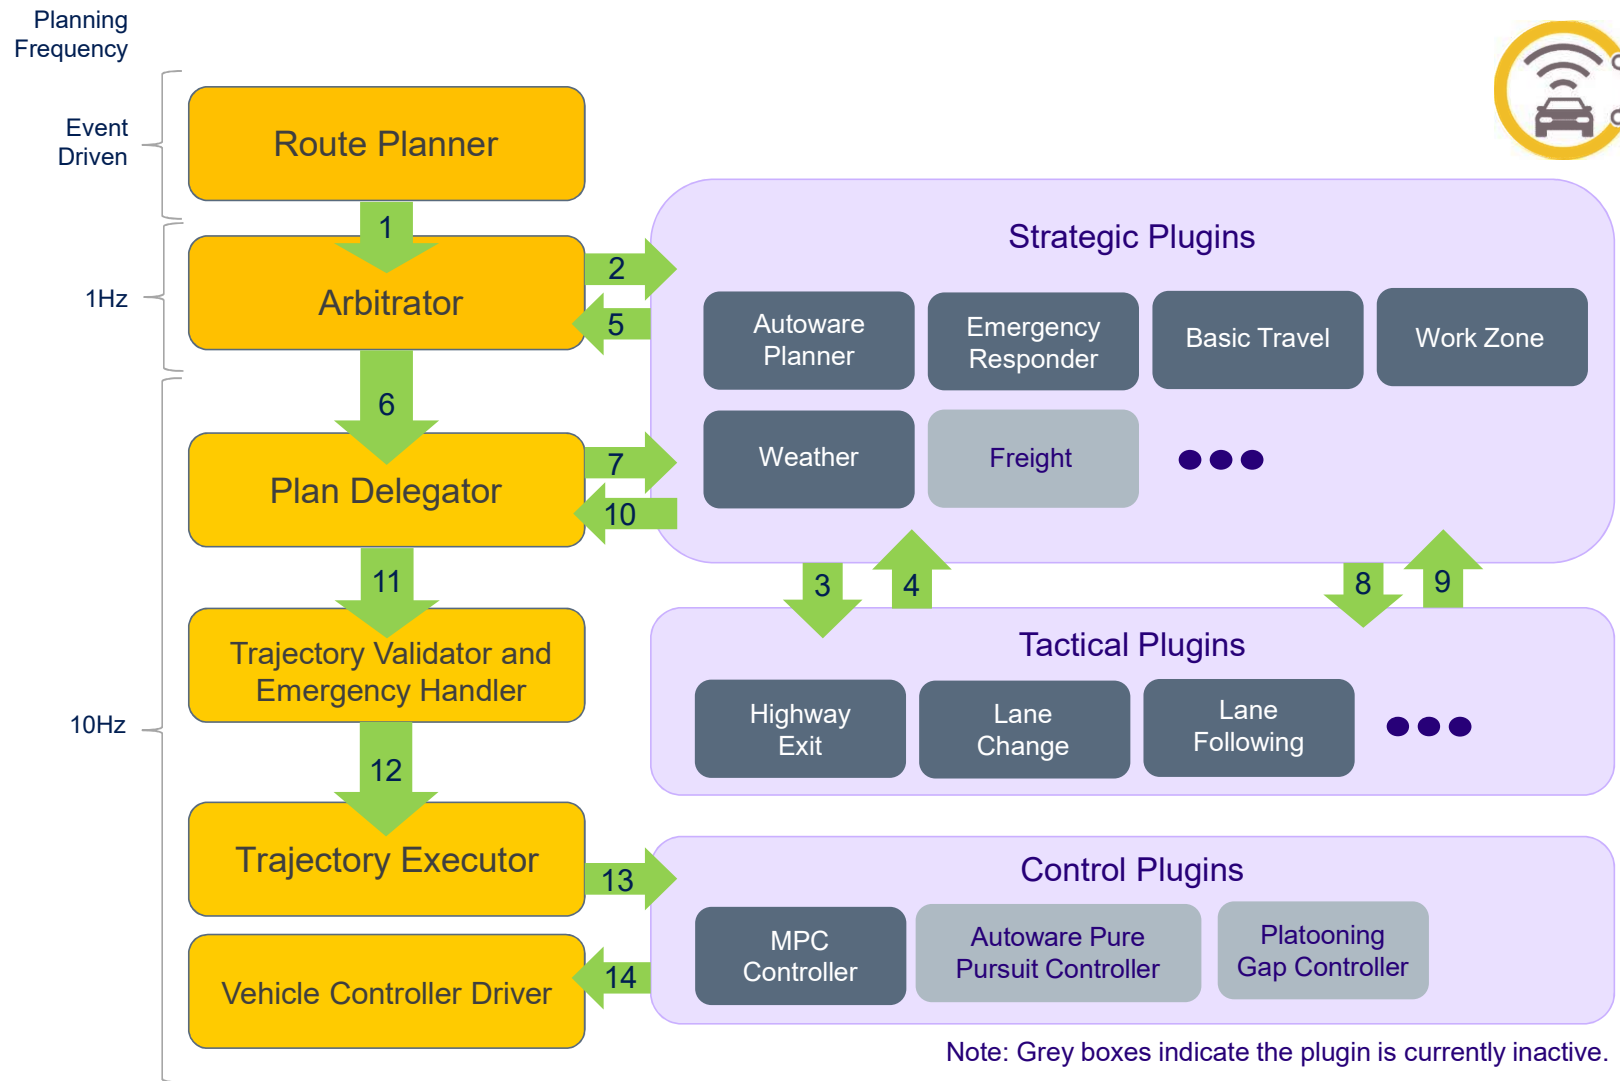 Planning
Frequency
Event
Driven
Route Planner
1
Strategic Plugins
Arbitrator
1Hz
2
5
Autoware
Planner
Emergency
Responder
Basic Travel
Work Zone
6
Weather
Freight
Plan Delegator
7
10
11
3
4
8
9
Trajectory Validator and
Emergency Handler
Tactical Plugins
Highway
Exit
Lane
Change
Lane
Following
10Hz
12
Trajectory Executor
13
Control Plugins
MPC
Controller
Autoware Pure
Pursuit Controller
Platooning
Gap Controller
Vehicle Controller Driver
14
Note: Grey boxes indicate the plugin is currently inactive.